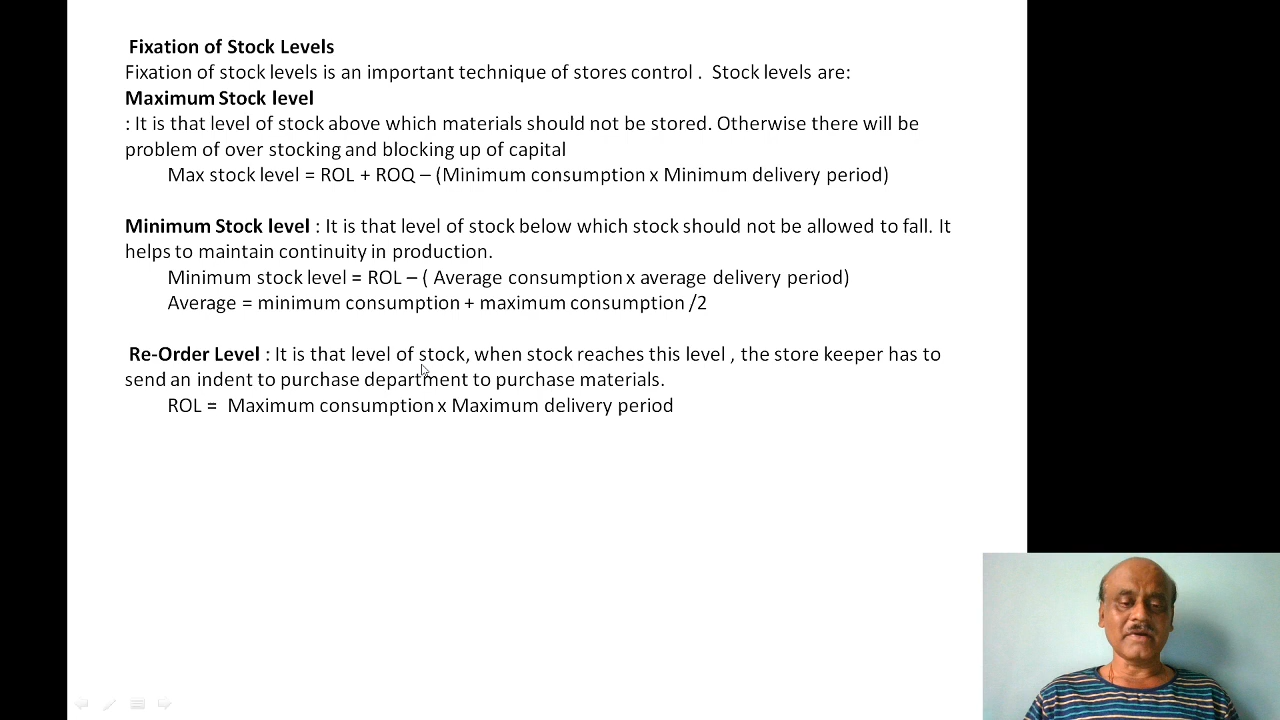 Fixation of Stock Levels
Fixation of stock levels is an important technique of stores control .  Stock levels are:
Maximum Stock level
: It is that level of stock above which materials should not be stored. Otherwise there will be
problem of over stocking and blocking up of capital
Max stock level = ROL + ROQ – (Minimum consumption x Minimum delivery period)
Minimum Stock level : It is that level of stock below which stock should not be allowed to fall. It
helps to maintain continuity in production.
Minimum stock level = ROL – ( Average consumption x average delivery period)
Average = minimum consumption + maximum consumption /2
Re-Order Level : It is that level of stock, when stock reaches this level , the store keeper has to
send an indent to purchase department to purchase materials.
ROL =  Maximum consumption x Maximum delivery period